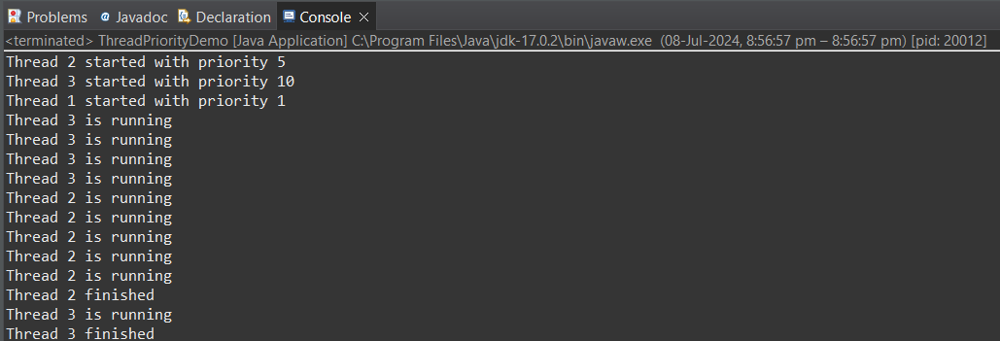 Problems @ Javadoc Declaration Console
<terminated> ThreadPriorityDemo [Java Application] C:\Program Files\Java\jdk-17.0.2\bin\javaw.exe (08-Jul-2024, 8:56:57 pm – 8:56:57 pm) [pid: 20012]
Thread 2 started with priority 5
Thread 3 started with priority 10
Thread 1 started with priority 1
Thread 3 is running
Thread 3 is running
Thread 3 is running
Thread 3 is running
Thread 2 is running
Thread 2 is running
Thread 2 is running
Thread 2 is running
Thread 2 is running
Thread 2 finished
Thread 3 is running
Thread 3 finished